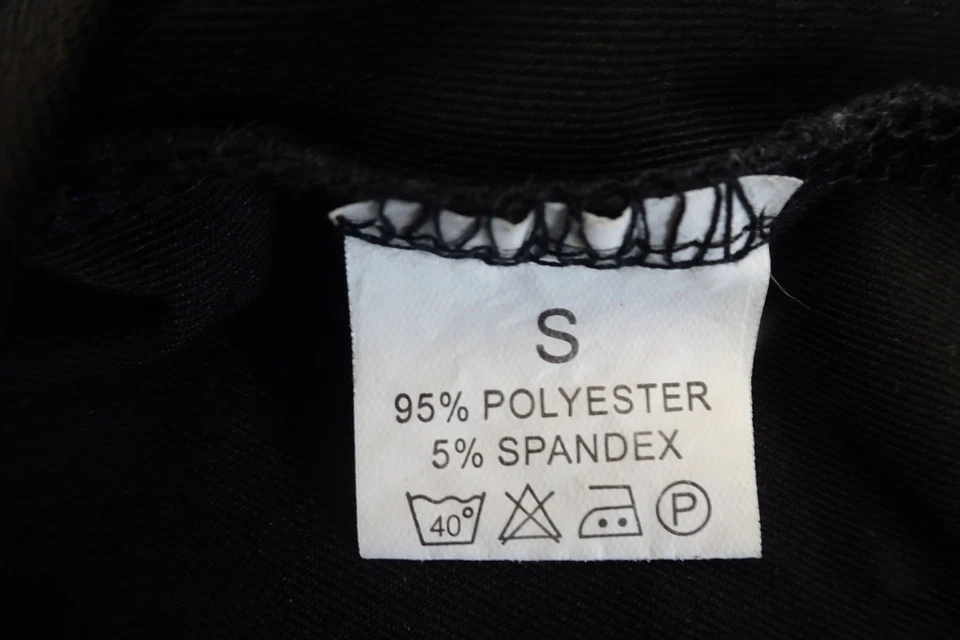 S
95% POLYESTER
5% SPANDEX
40° P